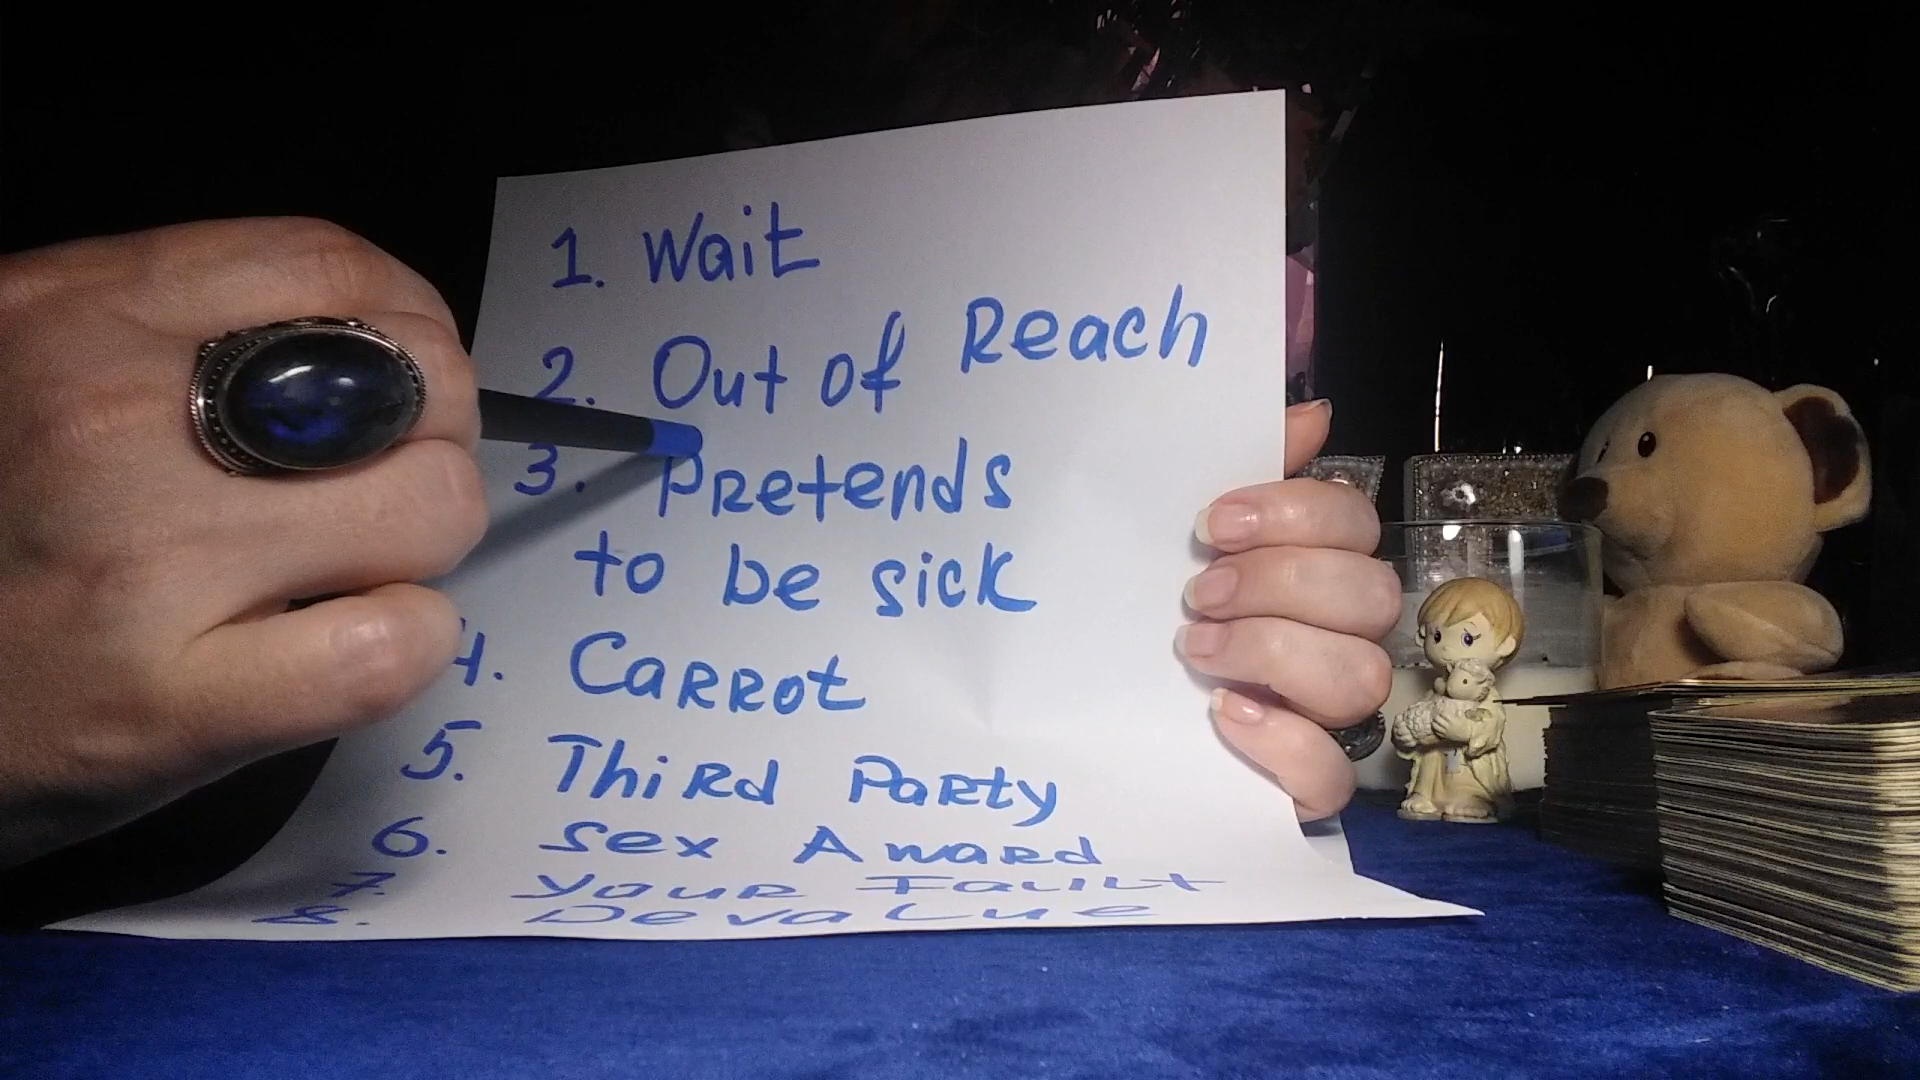 1. Wait
2. Out of Reach
3. Pretends
to be sick
4. Carrot
5. Third Party
6. Sex Award
7. Your Fault
8. Devalue